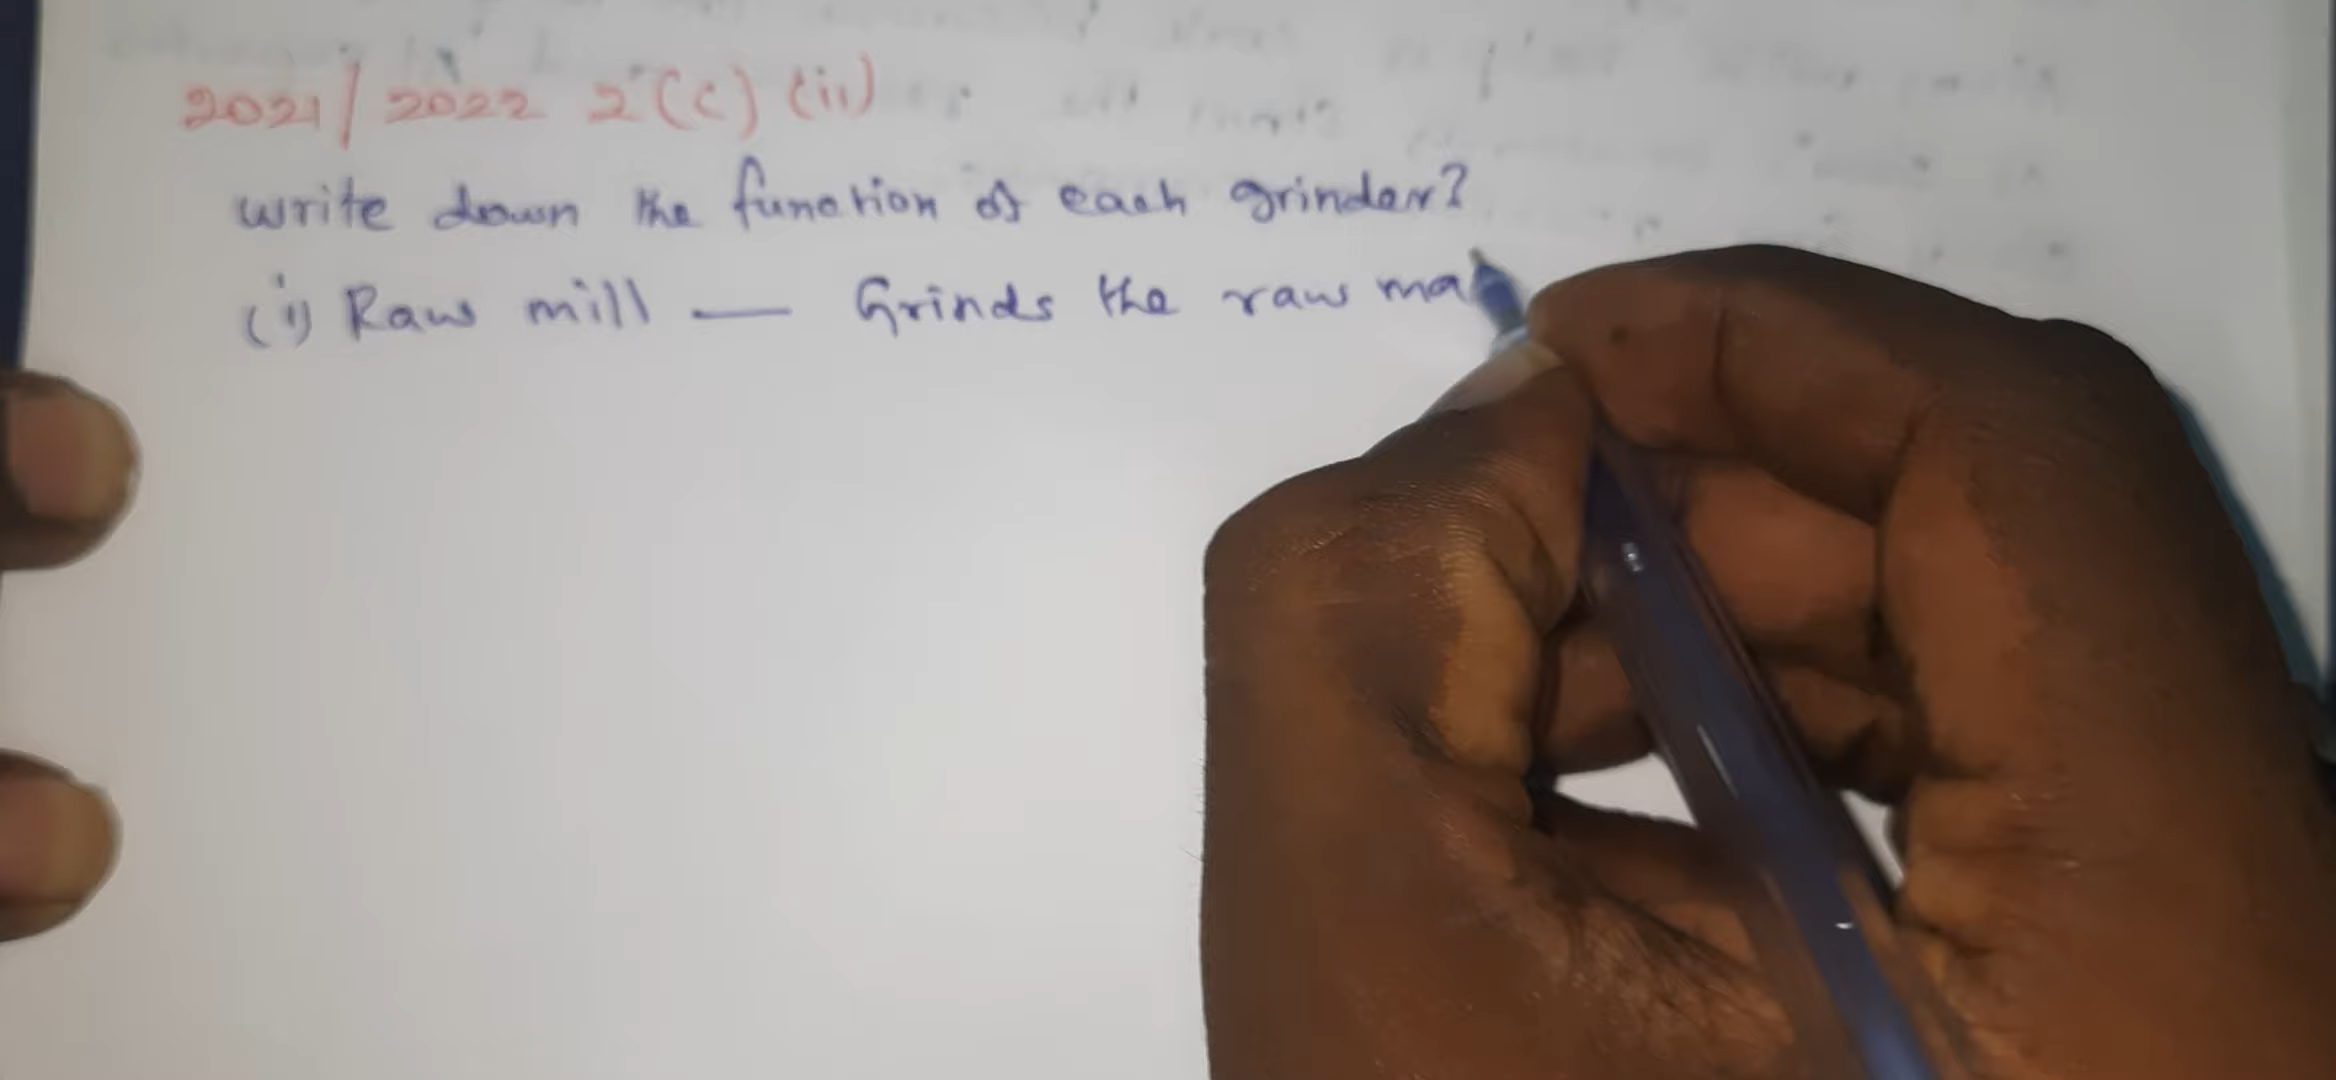 2021/2022 2(c) (ii)
write down the function of each grinder?
(i) Raw mill — Grinds the raw ma